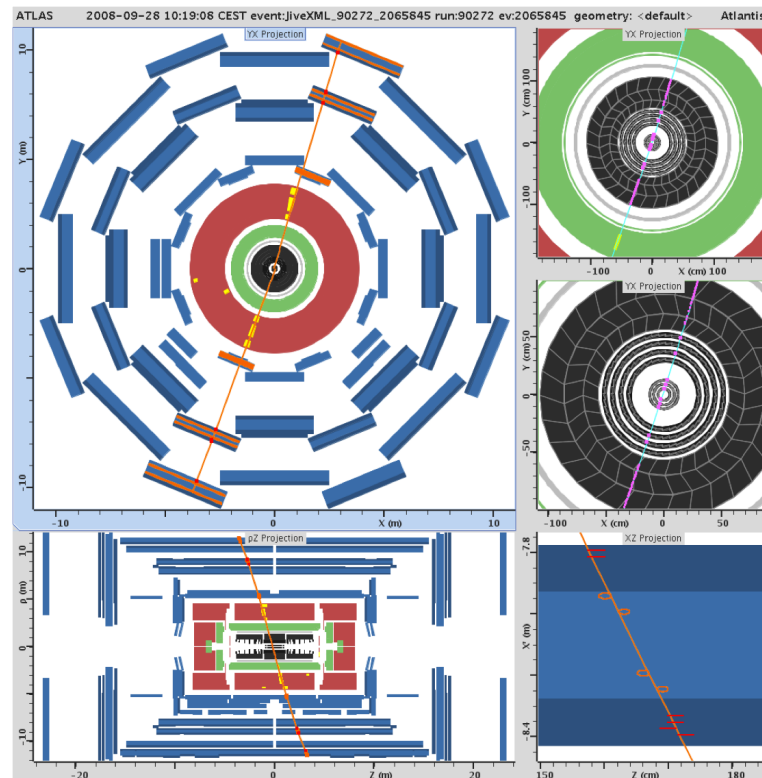 ATLAS 2008-09-28 10:19:08 CEST event:JiveXML_90272_2065845 run:90272 ev:2065845 geometry: <default> Atlantis
YX Projection
10
Y (m)
0
-10
-10 0 X (m) 10
YX Projection
100
Y (cm)
0
-100
-100 0 X (cm) 100
YX Projection
50
Y (cm)
0
-50
-100 X (cm) 0 50
ρZ Projection
10
ρ (m)
0
-10
-20 0 Z (m) 20
XZ Projection
-7.8
X' (m)
-8.4
150 Z (cm) 180